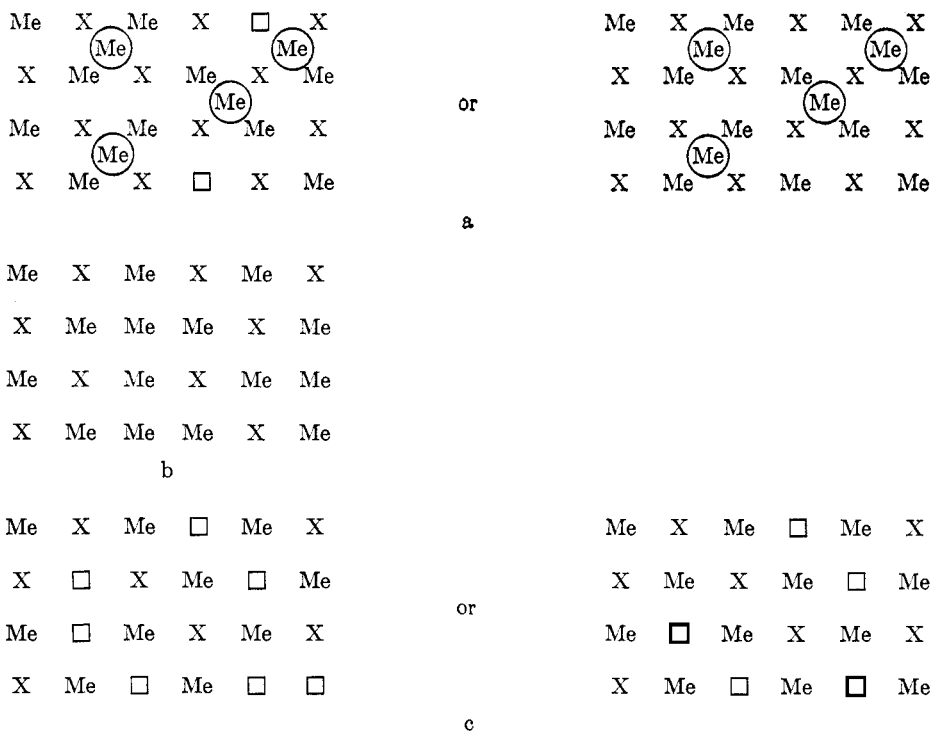 Me X Me X □ X Me X Me X Me X
Me Me Me Me
X Me X Me X Me X Me X Me X Me
Me or Me
Me X Me X Me X Me X Me X Me X
Me Me
X Me X □ X Me X Me X Me X Me
a
Me X Me X Me X
X Me Me Me X Me
Me X Me X Me Me
X Me Me Me X Me
b
Me X Me □ Me X Me X Me □ Me X
X □ X Me □ Me X Me X Me □ Me
or
Me □ Me X Me X Me □ Me X Me X
X Me □ Me □ □ X Me □ Me □ Me
c